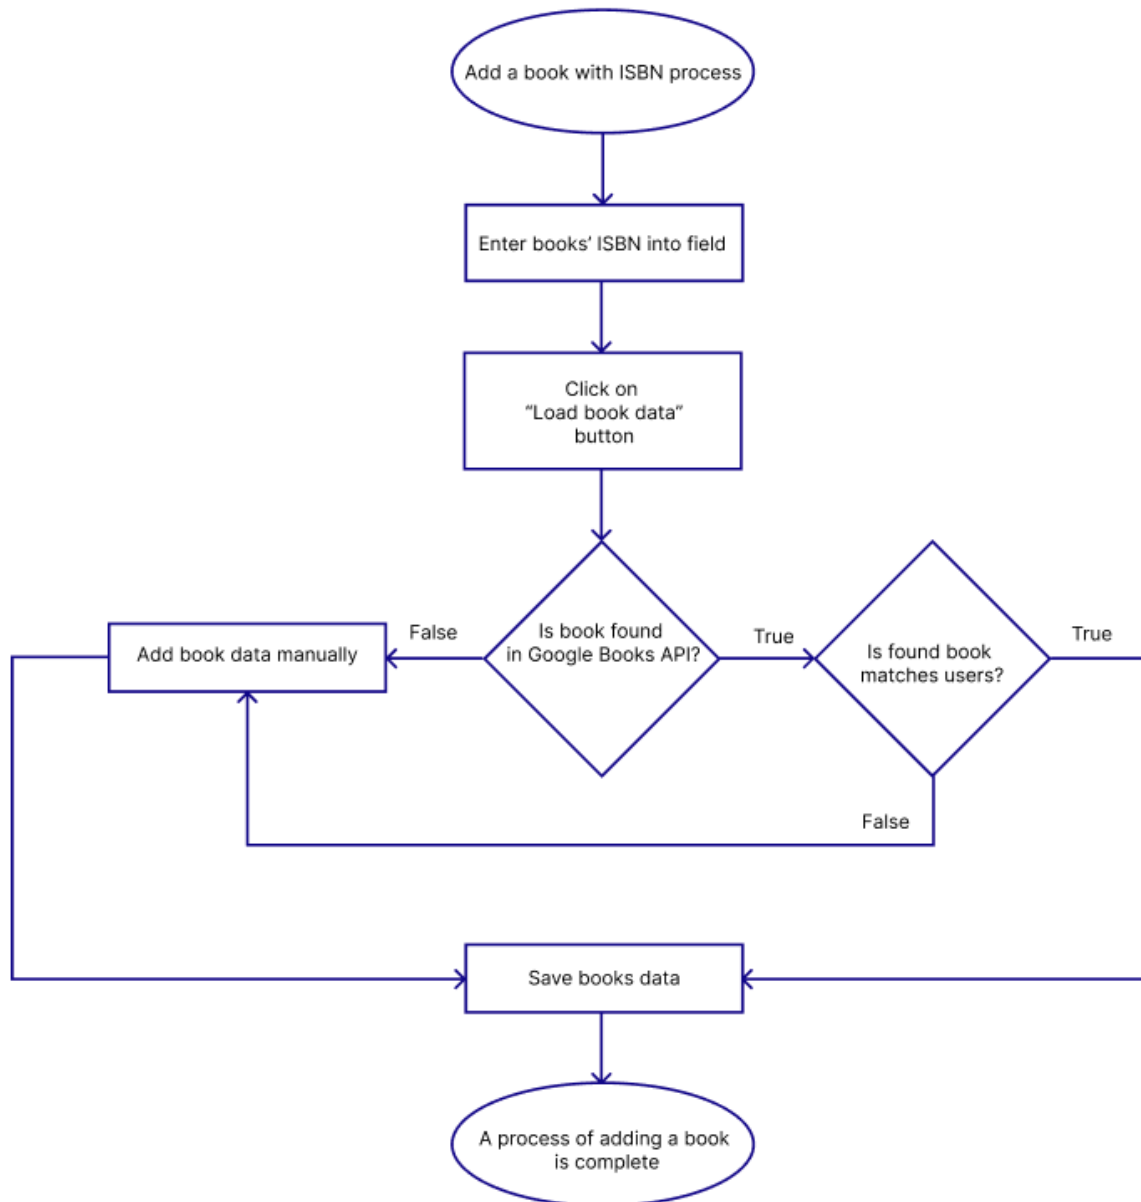 Add a book with ISBN process
Enter books’ ISBN into field
Click on
“Load book data”
button
False
Is book found
in Google Books API?
True
True
Add book data manually
Is found book
matches users?
False
Save books data
A process of adding a book
is complete